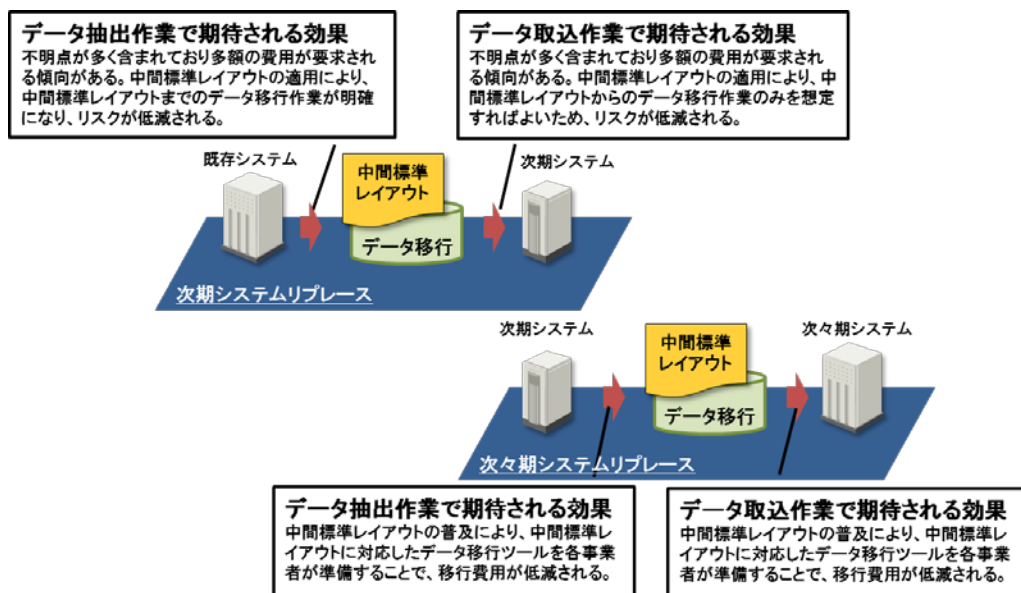 データ抽出作業で期待される効果
不明点が多く含まれており多額の費用が要求され
る傾向がある。中間標準レイアウトの適用により、
中間標準レイアウトまでのデータ移行作業が明確
になり、リスクが低減される。
データ取込作業で期待される効果
不明点が多く含まれており多額の費用が要求され
る傾向がある。中間標準レイアウトの適用により、中
間標準レイアウトからのデータ移行作業のみを想定
すればよいため、リスクが低減される。
既存システム
中間標準
レイアウト
データ移行
次期システム
次期システムリプレース
次期システム
中間標準
レイアウト
データ移行
次々期システム
次々期システムリプレース
データ抽出作業で期待される効果
中間標準レイアウトの普及により、中間標準レ
イアウトに対応したデータ移行ツールを各事業
者が準備することで、移行費用が低減される。
データ取込作業で期待される効果
中間標準レイアウトの普及により、中間標準レ
イアウトに対応したデータ移行ツールを各事業
者が準備することで、移行費用が低減される。